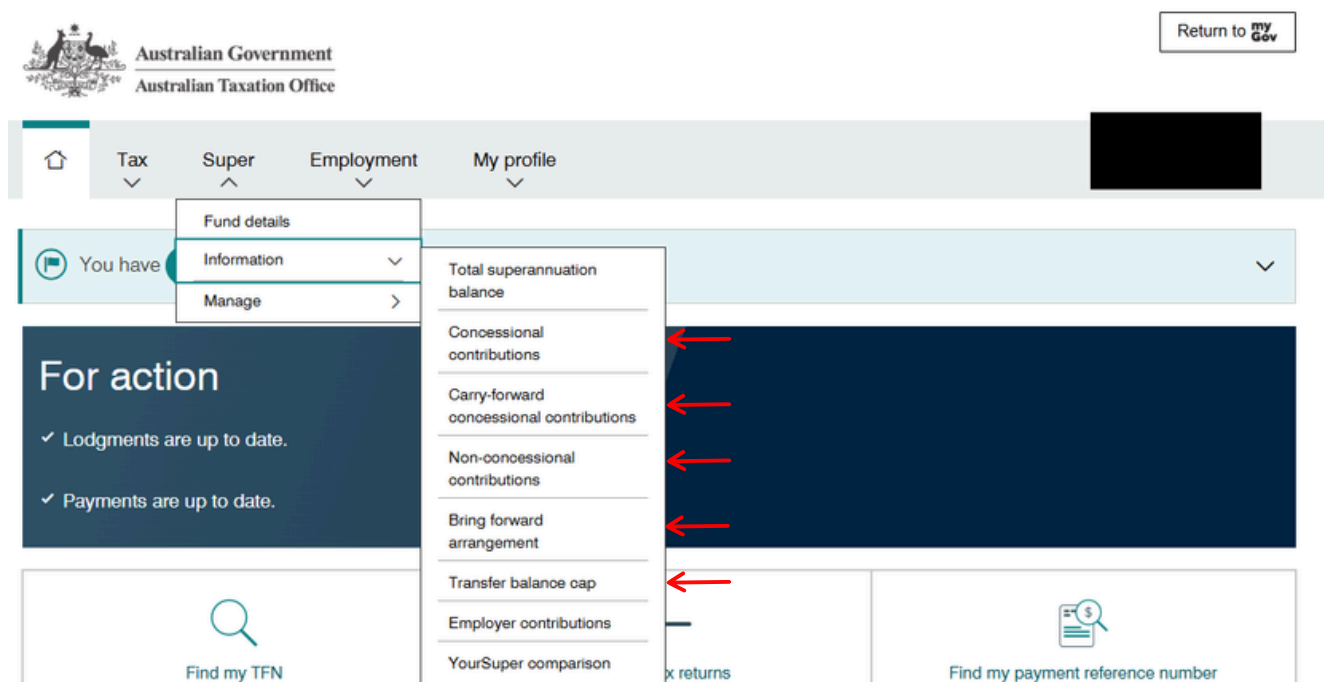 Australian Government
Australian Taxation Office
Return to my Gov
Tax
Super
Employment
My profile
Fund details
Information
Manage
You have
Total superannuation
balance
Concessional
contributions
Carry-forward
concessional contributions
Non-concessional
contributions
Bring forward
arrangement
Transfer balance cap
Employer contributions
YourSuper comparison
For action
Lodgments are up to date.
Payments are up to date.
Find my TFN
x returns
Find my payment reference number